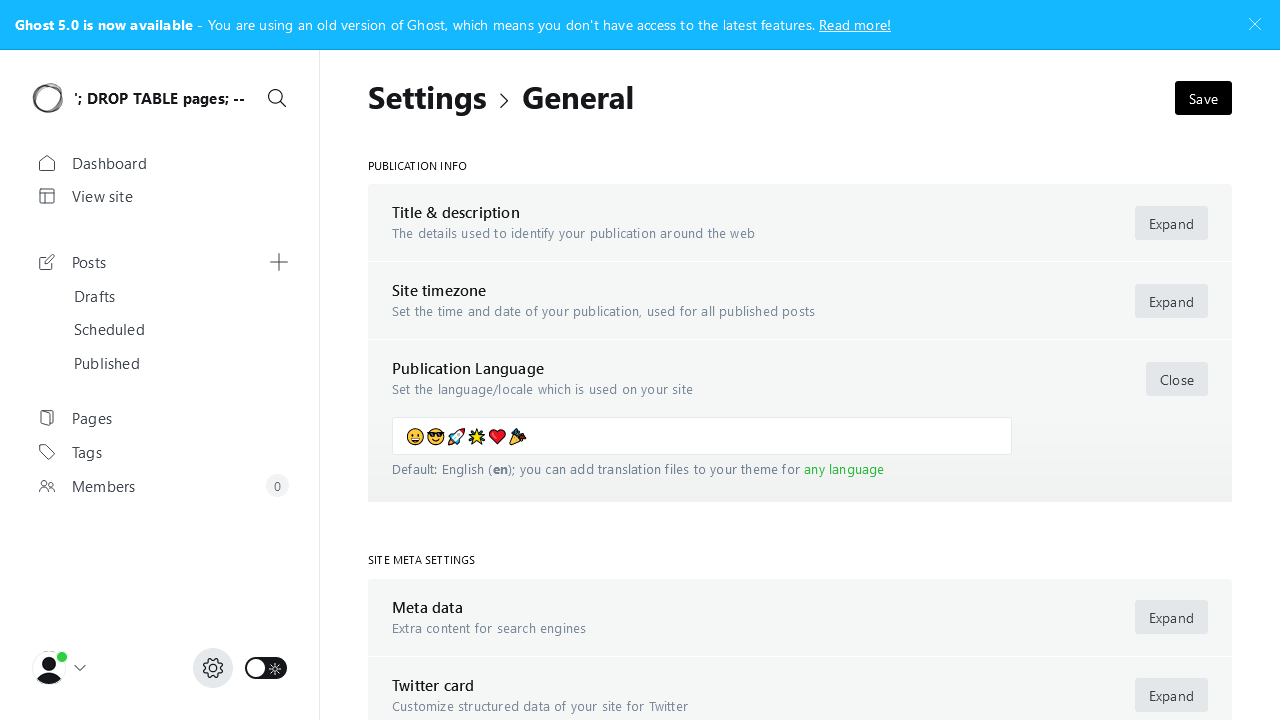 Ghost 5.0 is now available - You are using an old version of Ghost, which means you don't have access to the latest features. Read more!
'; DROP TABLE pages; --
Dashboard
View site
Posts
Drafts
Scheduled
Published
Pages
Tags
Members 0
Settings > General
Save
PUBLICATION INFO
Title & description
The details used to identify your publication around the web
Expand
Site timezone
Set the time and date of your publication, used for all published posts
Expand
Publication Language
Set the language/locale which is used on your site
Close
😀😎🚀🌟❤️🎉
Default: English (en); you can add translation files to your theme for any language
SITE META SETTINGS
Meta data
Extra content for search engines
Expand
Twitter card
Customize structured data of your site for Twitter
Expand